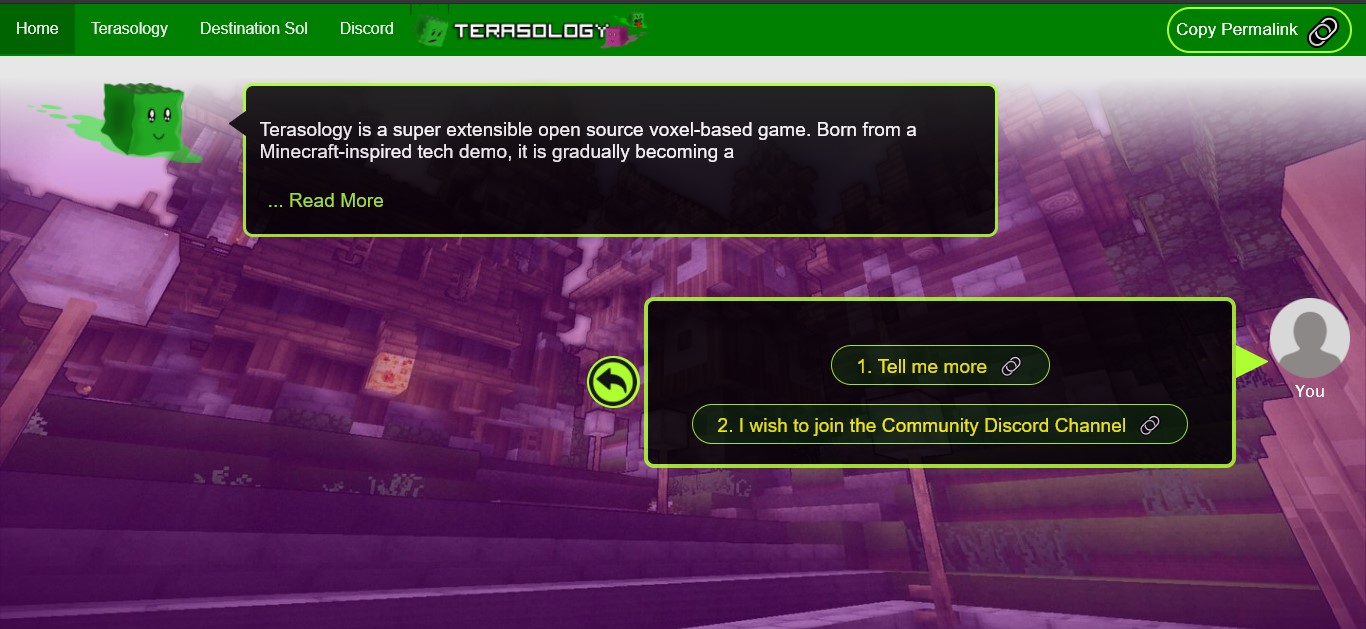 Home Terasology Destination Sol Discord TERASOLOGY Copy Permalink
Terasology is a super extensible open source voxel-based game. Born from a
Minecraft-inspired tech demo, it is gradually becoming a
... Read More
1. Tell me more
2. I wish to join the Community Discord Channel
You